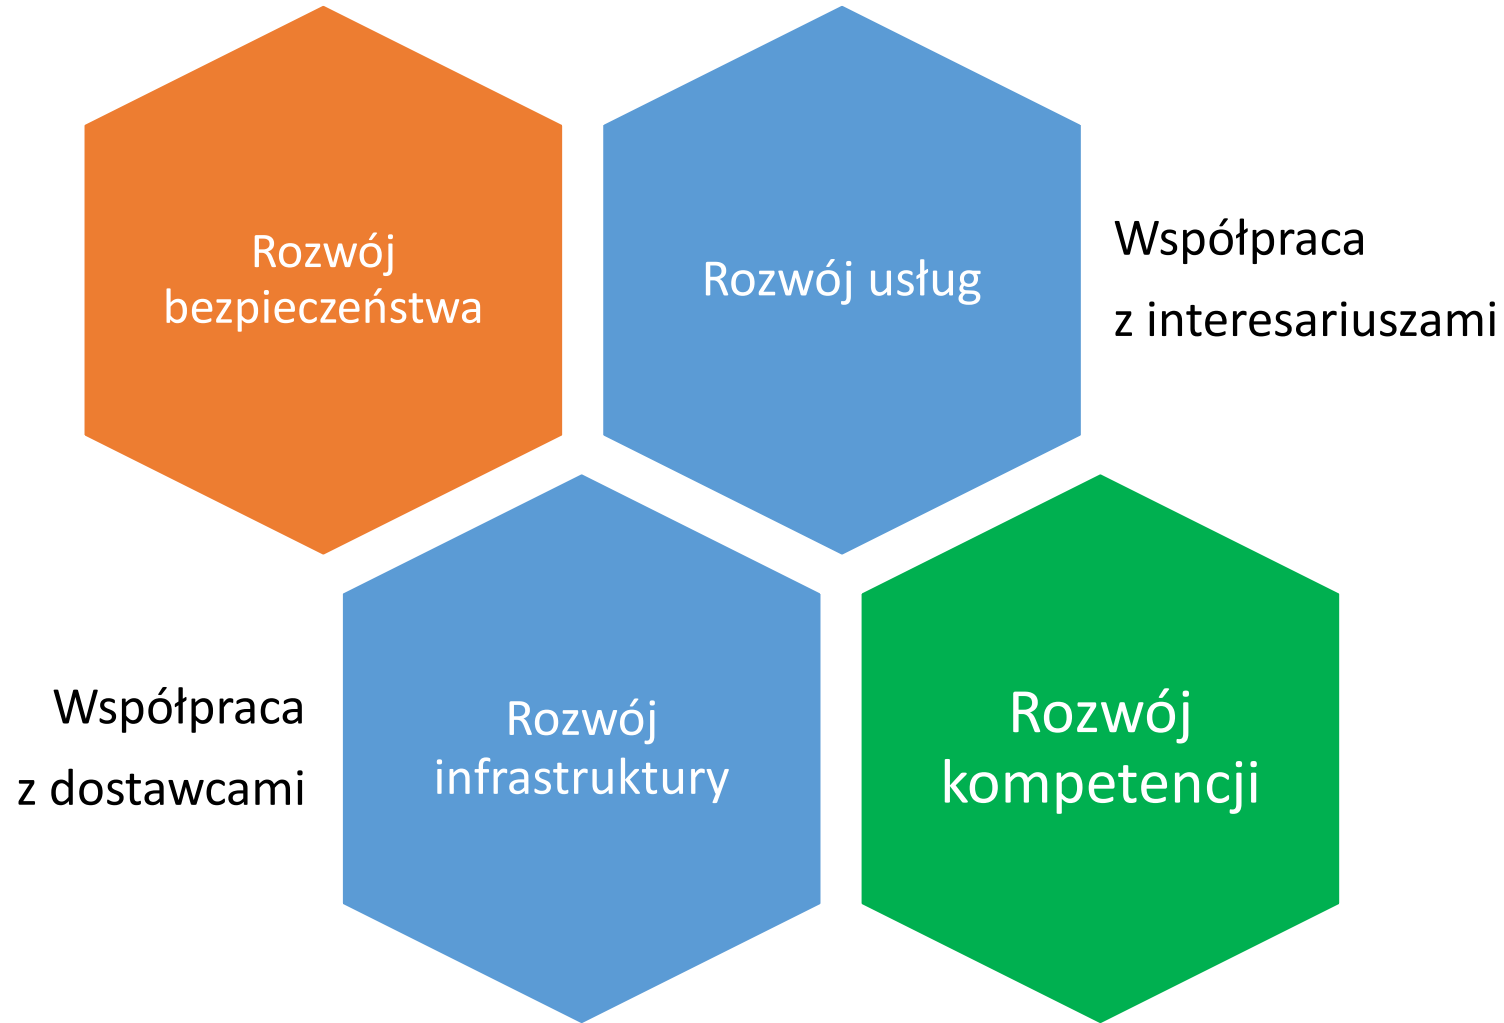 Rozwój
bezpieczeństwa
Rozwój usług
Współpraca
z interesariuszami
Współpraca
z dostawcami
Rozwój
infrastruktury
Rozwój
kompetencji